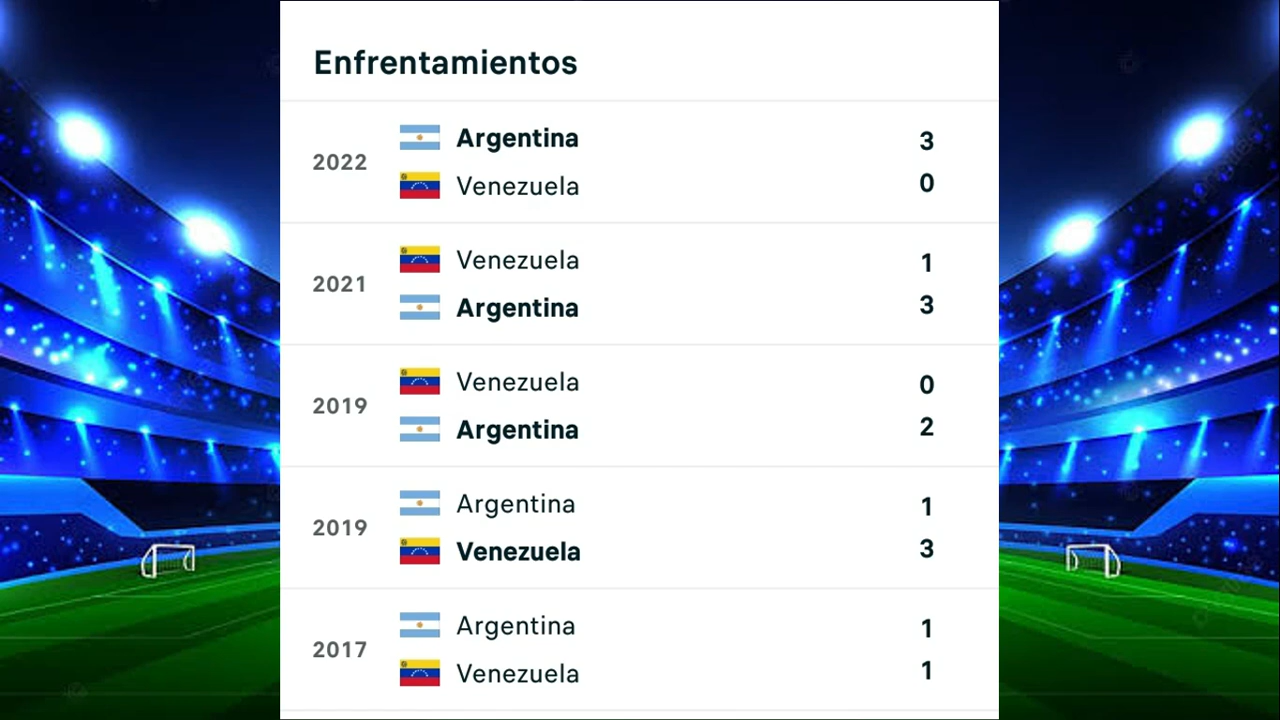 Enfrentamientos
2022
Argentina 3
Venezuela 0
2021
Venezuela 1
Argentina 3
2019
Venezuela 0
Argentina 2
2019
Argentina 1
Venezuela 3
2017
Argentina 1
Venezuela 1